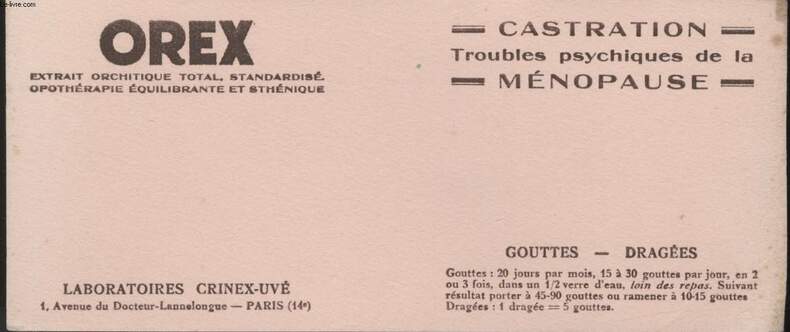 OREX
EXTRAIT ORCHITIQUE TOTAL, STANDARDISÉ.
OPOTHÉRAPIE ÉQUILIBRANTE ET STHÉNIQUE
CASTRATION
Troubles psychiques de la
MÉNOPAUSE
LABORATOIRES CRINEX-UVÉ
1, Avenue du Docteur-Lannelongue — PARIS (14e)
GOUTTES — DRAGÉES
Gouttes : 20 jours par mois, 15 à 30 gouttes par jour, en 2
ou 3 fois, dans un 1/2 verre d'eau, loin des repas. Suivant
résultat porter à 45-90 gouttes ou ramener à 10-15 gouttes
Dragées : 1 dragée = 5 gouttes.